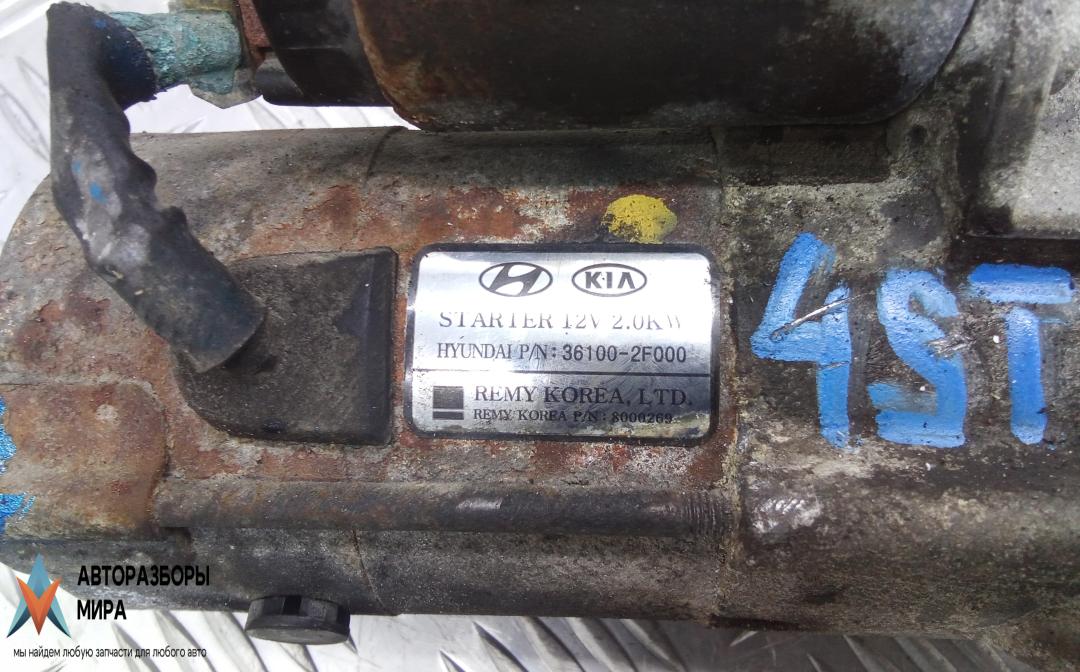 KIA
STARTER 12V 2.0KW
HYUNDAI P/N : 36100-2F000
REMY KOREA, LTD.
REMY KOREA P/N : 8000269
4ST
АВТОРАЗБОРЫ
МИРА
мы найдем любую запчасти для любого авто